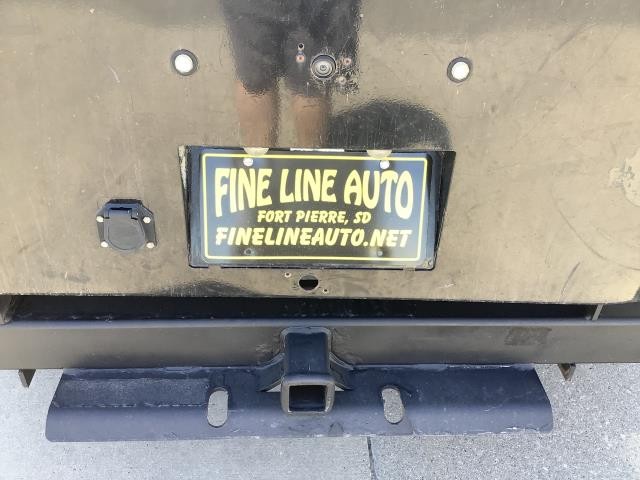 FINE LINE AUTO
FORT PIERRE, SD
FINELINEAUTO.NET